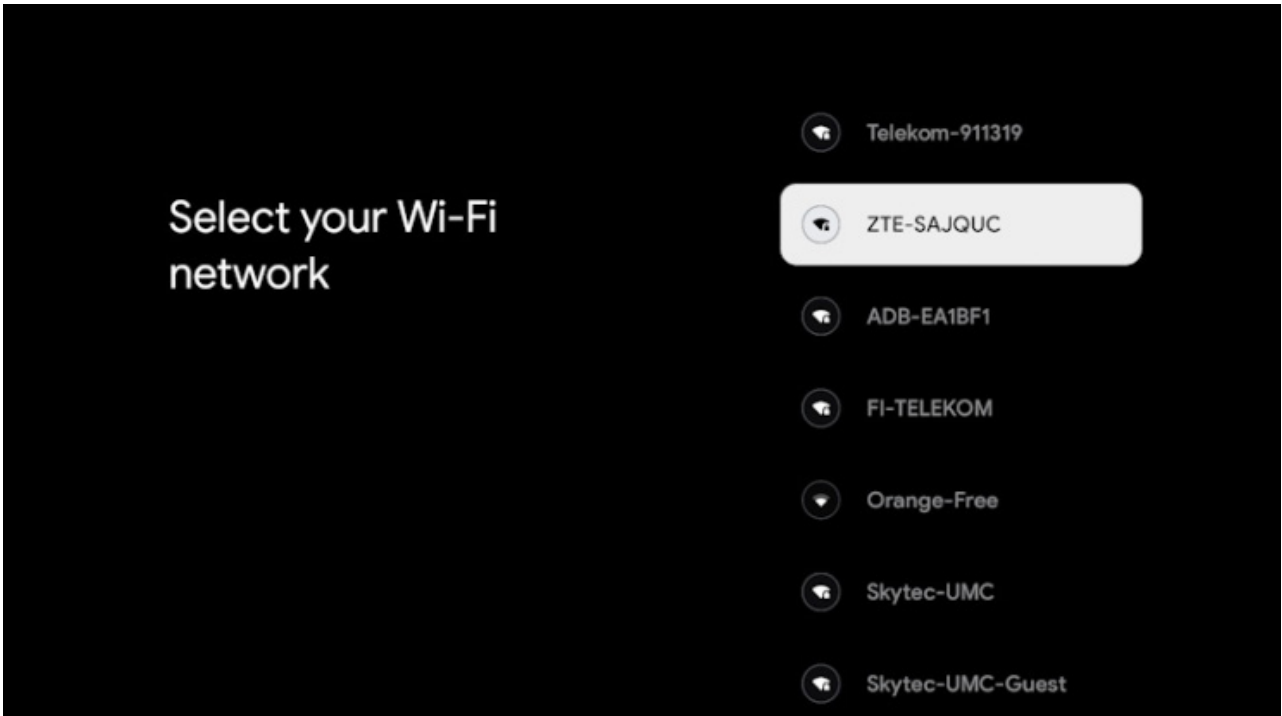 Select your Wi-Fi
network
Telekom-911319
ZTE-SAJQUC
ADB-EA1BF1
FI-TELEKOM
Orange-Free
Skytec-UMC
Skytec-UMC-Guest